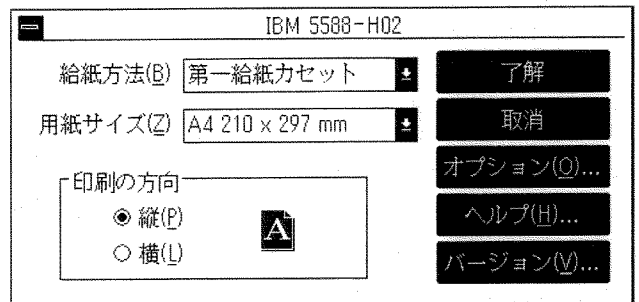 IBM 5588-H02
給紙方法(B) 第一給紙カセット
了解
用紙サイズ(Z) A4 210 × 297 mm
取消
オプション(O)...
印刷の方向
縦(P)
A
ヘルプ(H)...
横(L)
バージョン(V)...